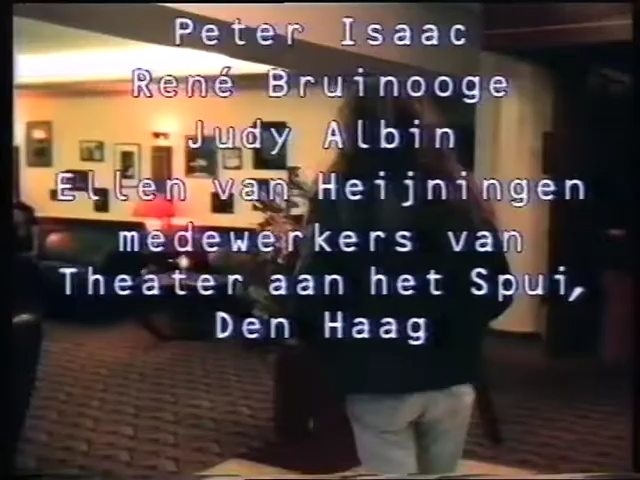 Peter Isaac
René Bruinooge
Judy Albin
Ellen van Heijningen
medewerkers van
Theater aan het Spui,
Den Haag